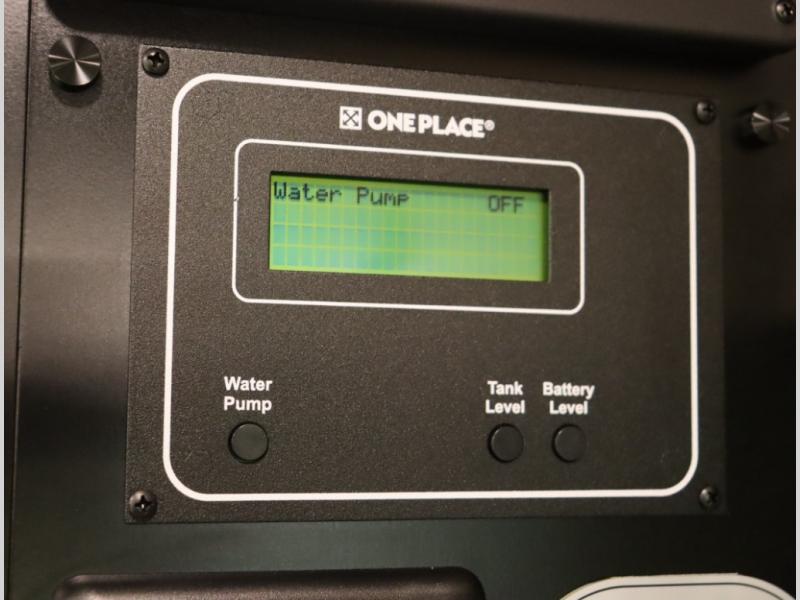 ONE PLACE®
Water Pump OFF
Water
Pump
Tank
Level
Battery
Level